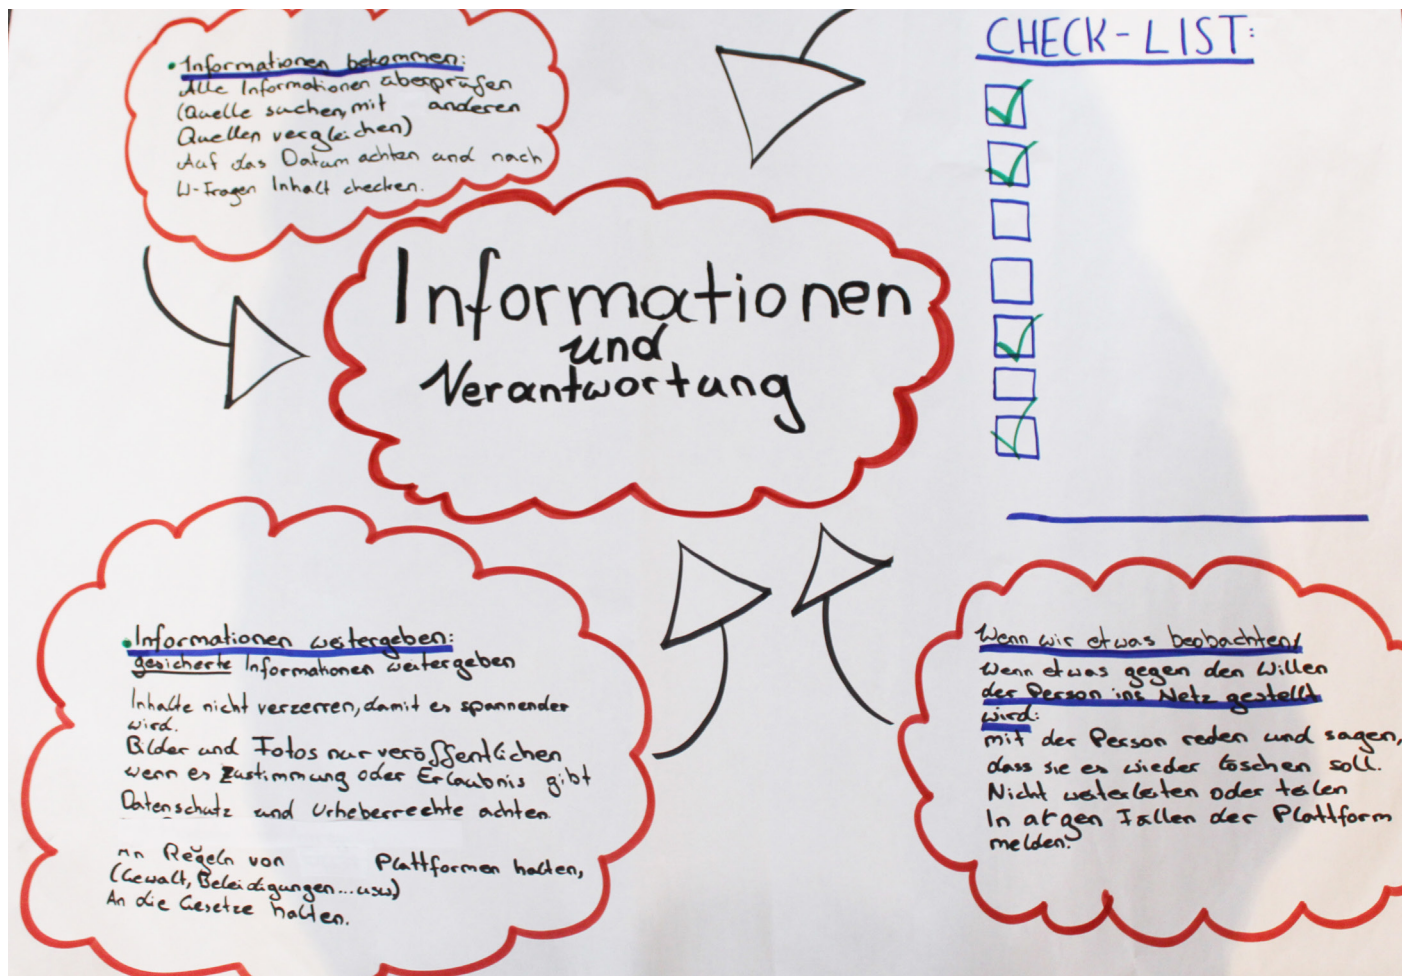 • Informationen bekommen:
Alle Informationen überprüfen
(Quelle suchen, mit anderen
Quellen vergleichen)
Auf das Datum achten und nach
W-Fragen Inhalt checken.
CHECK-LIST:
Informationen
und
Verantwortung
• Informationen weitergeben:
gesicherte Informationen weitergeben
Inhalte nicht verzerren, damit es spannender
wird.
Bilder und Fotos nur veröffentlichen
wenn es Zustimmung oder Erlaubnis gibt
Datenschutz und Urheberrechte achten.
An Regeln von Plattformen halten,
(Gewalt, Beleidigungen...usw)
An die Gesetze halten.
Wenn wir etwas beobachten/
wenn etwas gegen den Willen
der Person ins Netz gestellt
wird:
mit der Person reden und sagen,
dass sie es wieder löschen soll.
Nicht weiterleiten oder teilen
In argen Fällen der Plattform
melden.